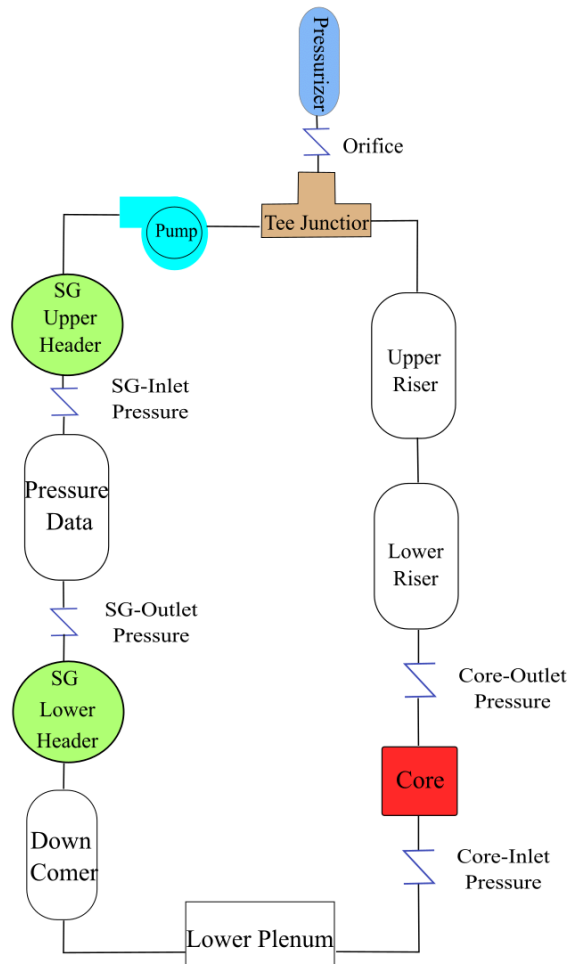 Pressurizer
Orifice
Tee Junctior
Pump
SG
Upper
Header
Upper
Riser
SG-Inlet
Pressure
Pressure
Data
Lower
Riser
SG-Outlet
Pressure
SG
Lower
Header
Core-Outlet
Pressure
Core
Down
Comer
Core-Inlet
Pressure
Lower Plenum